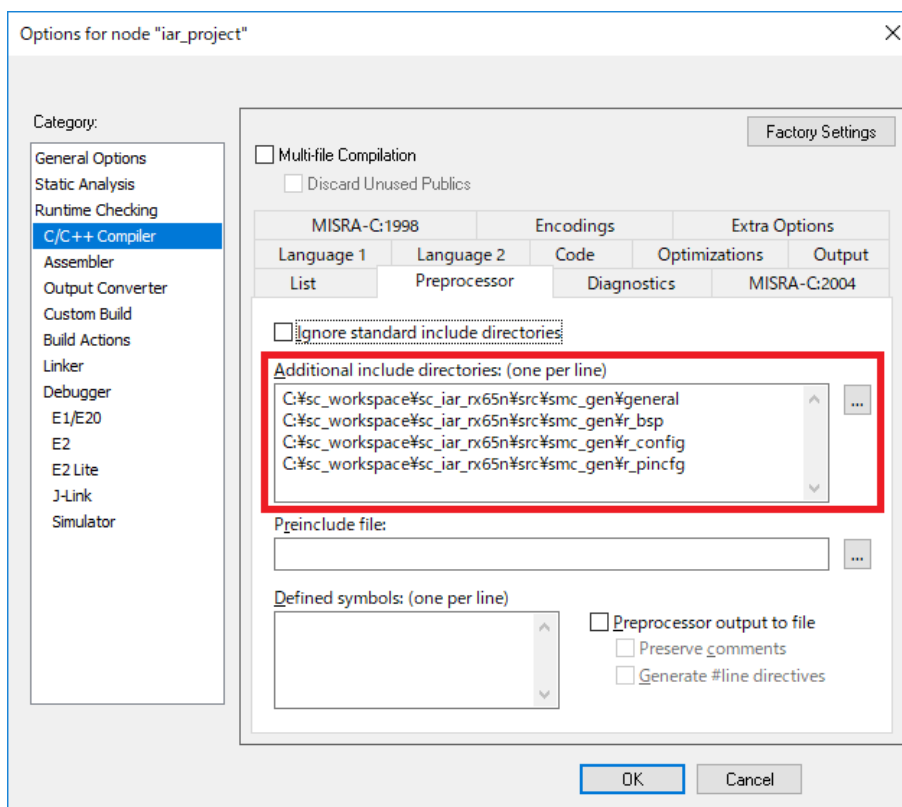 Options for node "iar_project"
Category:
General Options
Static Analysis
Runtime Checking
C/C++ Compiler
Assembler
Output Converter
Custom Build
Build Actions
Linker
Debugger
E1/E20
E2
E2 Lite
J-Link
Simulator
Factory Settings
Multi-file Compilation
Discard Unused Publics
MISRA-C:1998 Encodings Extra Options
Language 1 Language 2 Code Optimizations Output
List Preprocessor Diagnostics MISRA-C:2004
Ignore standard include directories
Additional include directories: (one per line)
C:¥sc_workspace¥sc_iar_rx65n¥src¥smc_gen¥general
C:¥sc_workspace¥sc_iar_rx65n¥src¥smc_gen¥r_bsp
C:¥sc_workspace¥sc_iar_rx65n¥src¥smc_gen¥r_config
C:¥sc_workspace¥sc_iar_rx65n¥src¥smc_gen¥r_pincfg
...
Preinclude file:
...
Defined symbols: (one per line)
Preprocessor output to file
Preserve comments
Generate #line directives
OK Cancel